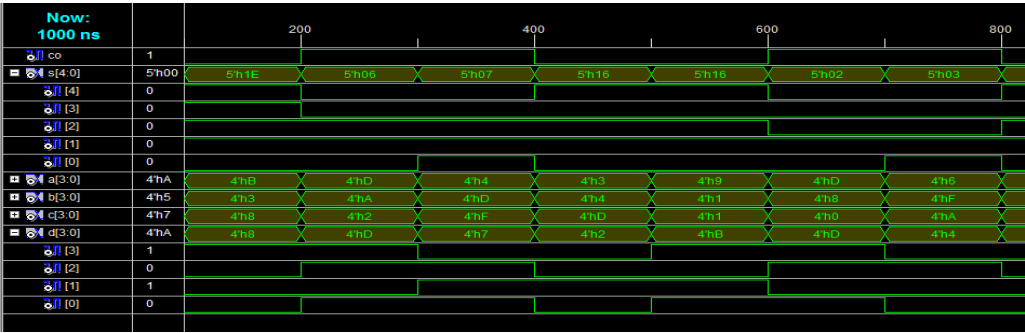 Now:
1000 ns
200 400 600 800
co 1
s[4:0] 5'h00 5'h1E 5'h06 5'h07 5'h16 5'h16 5'h02 5'h03
[4] 0
[3] 0
[2] 0
[1] 0
[0] 0
a[3:0] 4'hA 4'hB 4'hD 4'h4 4'h3 4'h9 4'hD 4'h6
b[3:0] 4'h5 4'h3 4'hA 4'hD 4'h4 4'h1 4'h8 4'hF
c[3:0] 4'h7 4'h8 4'h2 4'hF 4'hD 4'h1 4'h0 4'hA
d[3:0] 4'hA 4'h8 4'hD 4'h7 4'h2 4'hB 4'hD 4'h4
[3] 1
[2] 0
[1] 1
[0] 0